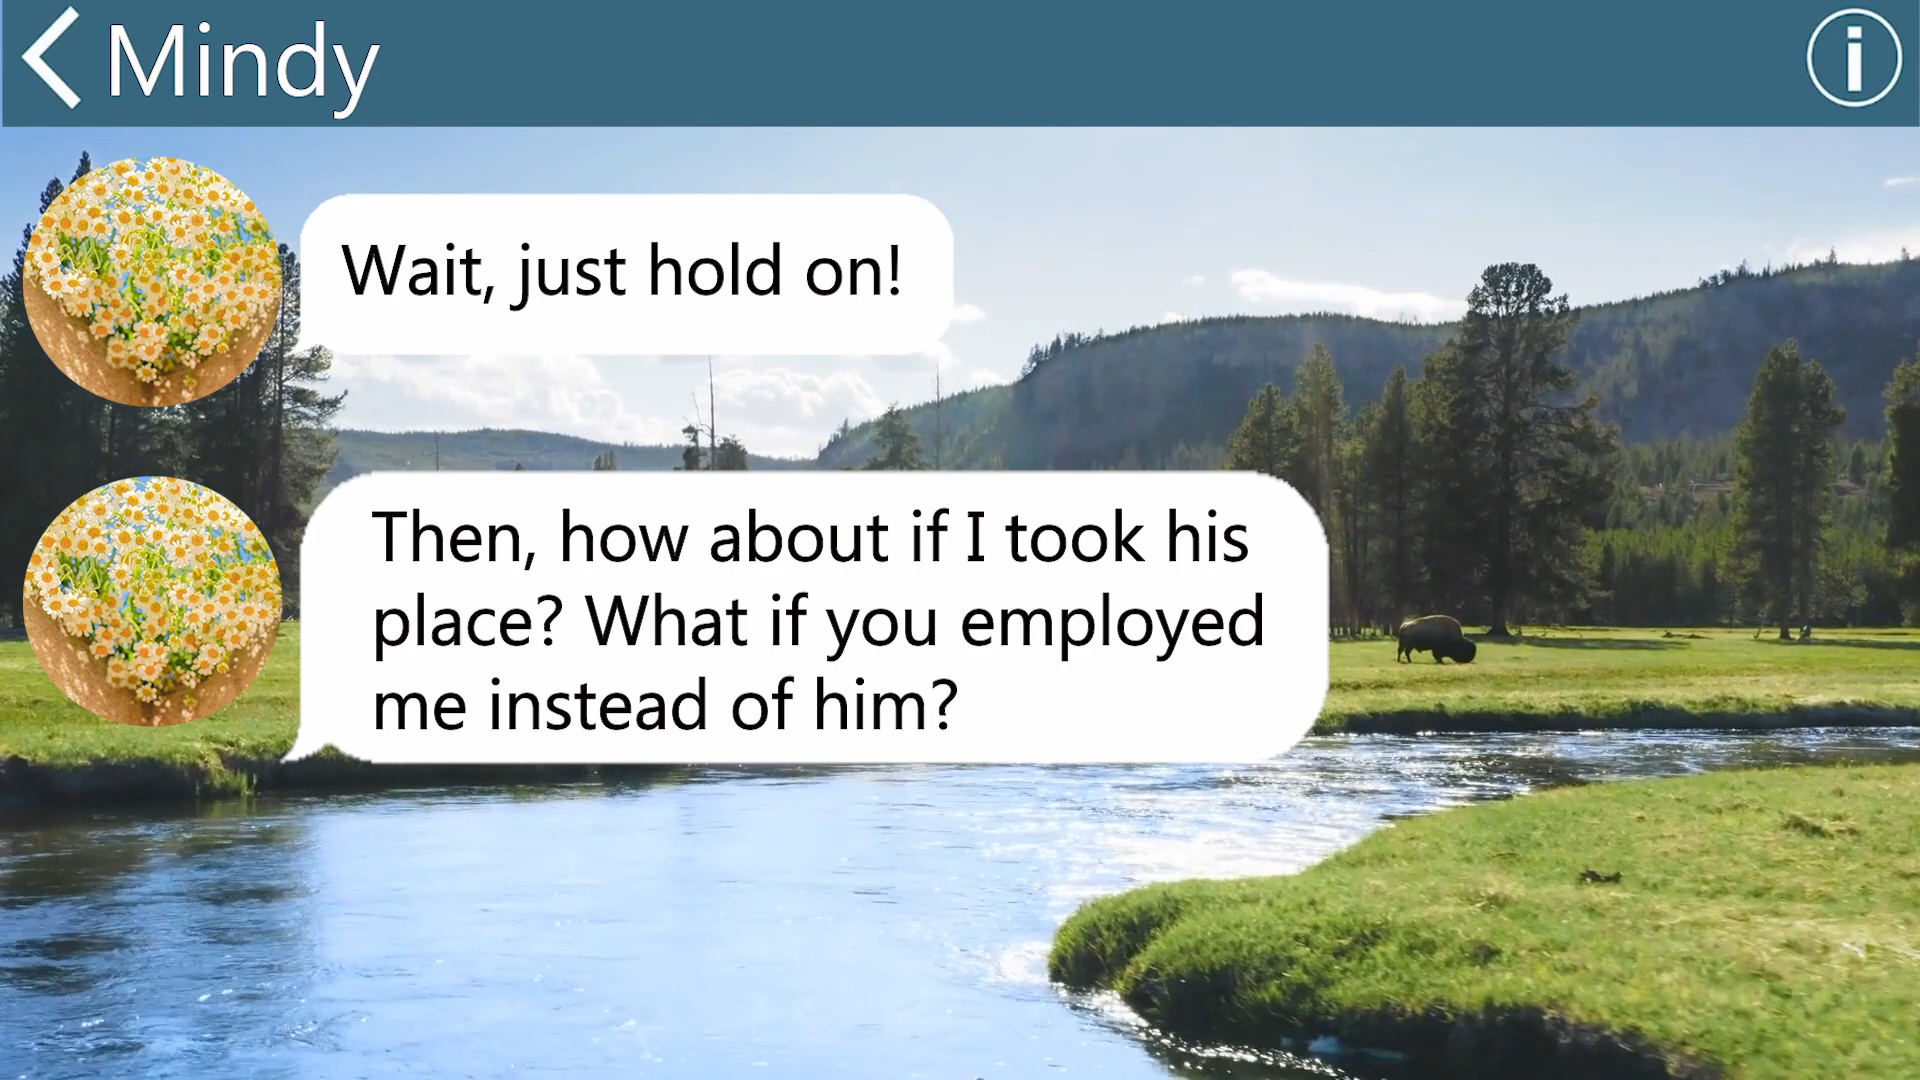 Mindy
Wait, just hold on!
Then, how about if I took his
place? What if you employed
me instead of him?